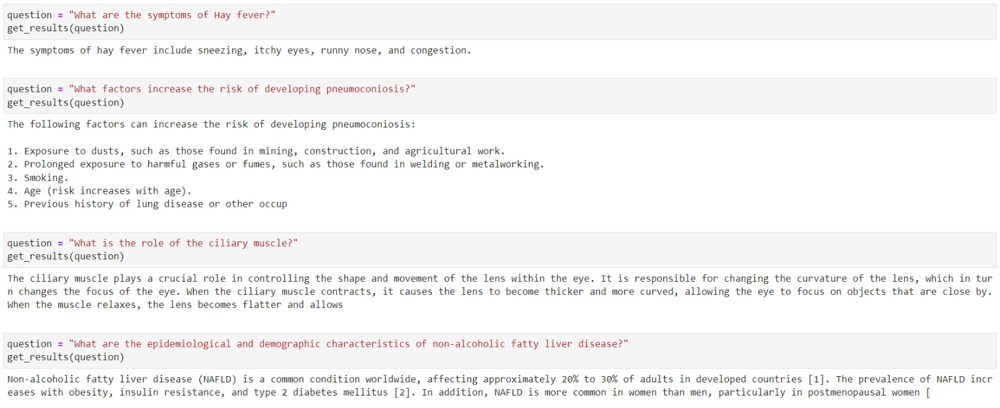 question = "What are the symptoms of Hay fever?"
get_results(question)
The symptoms of hay fever include sneezing, itchy eyes, runny nose, and congestion.
question = "What factors increase the risk of developing pneumoconiosis?"
get_results(question)
The following factors can increase the risk of developing pneumoconiosis:
1. Exposure to dusts, such as those found in mining, construction, and agricultural work.
2. Prolonged exposure to harmful gases or fumes, such as those found in welding or metalworking.
3. Smoking.
4. Age (risk increases with age).
5. Previous history of lung disease or other occup
question = "What is the role of the ciliary muscle?"
get_results(question)
The ciliary muscle plays a crucial role in controlling the shape and movement of the lens within the eye. It is responsible for changing the curvature of the lens, which in tur
n changes the focus of the eye. When the ciliary muscle contracts, it causes the lens to become thicker and more curved, allowing the eye to focus on objects that are close by.
When the muscle relaxes, the lens becomes flatter and allows
question = "What are the epidemiological and demographic characteristics of non-alcoholic fatty liver disease?"
get_results(question)
Non-alcoholic fatty liver disease (NAFLD) is a common condition worldwide, affecting approximately 20% to 30% of adults in developed countries [1]. The prevalence of NAFLD incr
eases with obesity, insulin resistance, and type 2 diabetes mellitus [2]. In addition, NAFLD is more common in women than men, particularly in postmenopausal women [